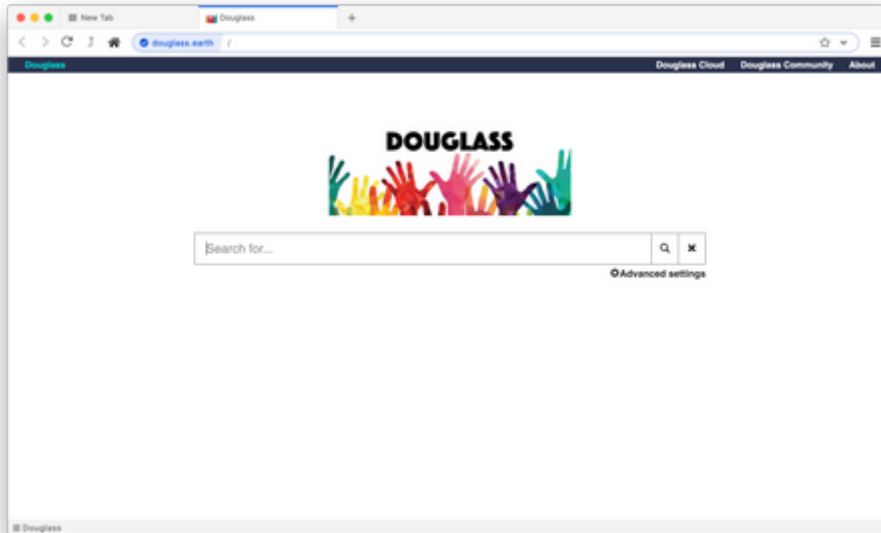 New Tab Douglass +
douglass.earth /
Douglass Douglass Cloud Douglass Community About
DOUGLASS
Search for...
Advanced settings
Douglass